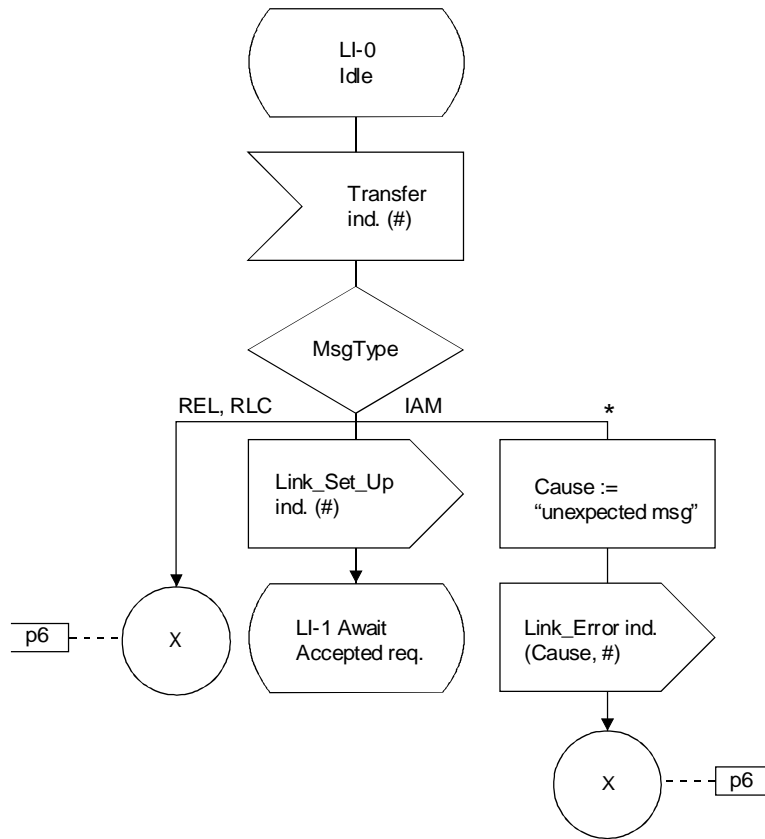 LI-0
Idle
Transfer
ind. (#)
MsgType
REL, RLC
IAM
*
Link_Set_Up
ind. (#)
Cause :=
“unexpected msg”
p6
X
LI-1 Await
Accepted req.
Link_Error ind.
(Cause, #)
X
p6